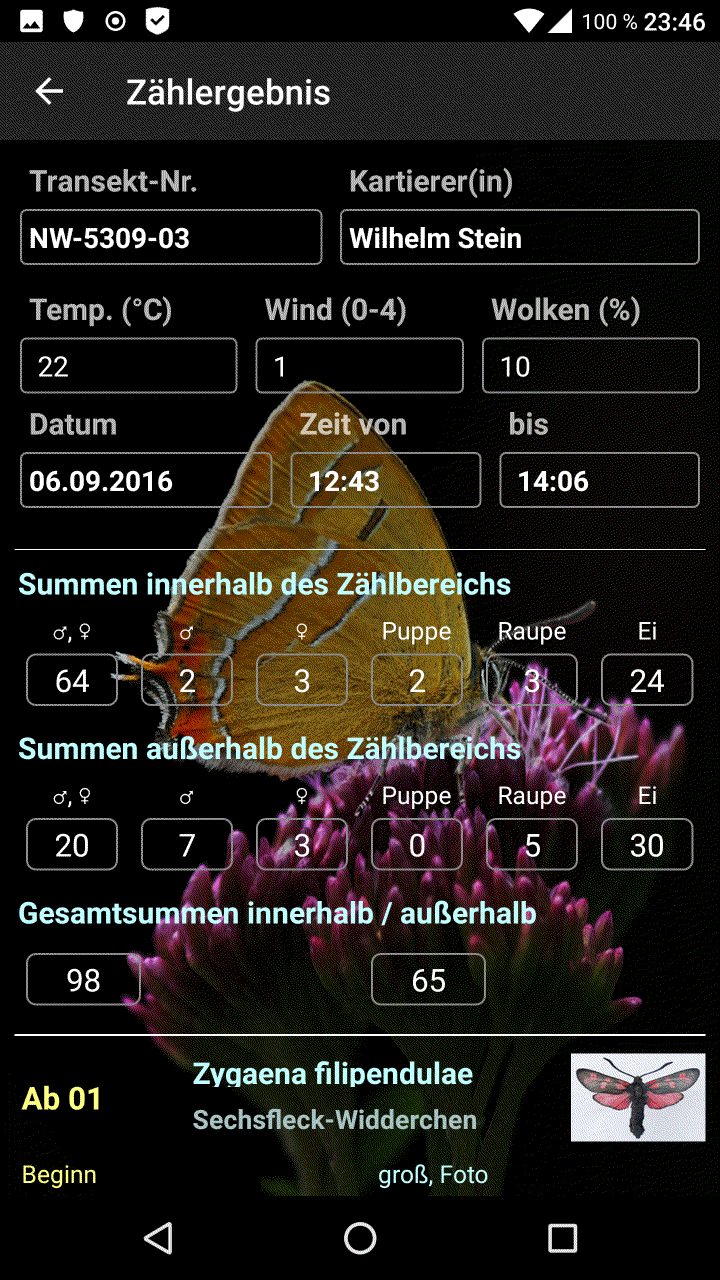 100 % 23:46
Zählergebnis
Transekt-Nr. Kartierer(in)
NW-5309-03 Wilhelm Stein
Temp. (°C) Wind (0-4) Wolken (%)
22 1 10
Datum Zeit von bis
06.09.2016 12:43 14:06
Summen innerhalb des Zählbereichs
♂, ♀ ♂ ♀ Puppe Raupe Ei
64 2 3 2 3 24
Summen außerhalb des Zählbereichs
♂, ♀ ♂ ♀ Puppe Raupe Ei
20 7 3 0 5 30
Gesamtsummen innerhalb / außerhalb
98 65
Ab 01 Zygaena filipendulae
Sechsfleck-Widderchen
Beginn groß, Foto